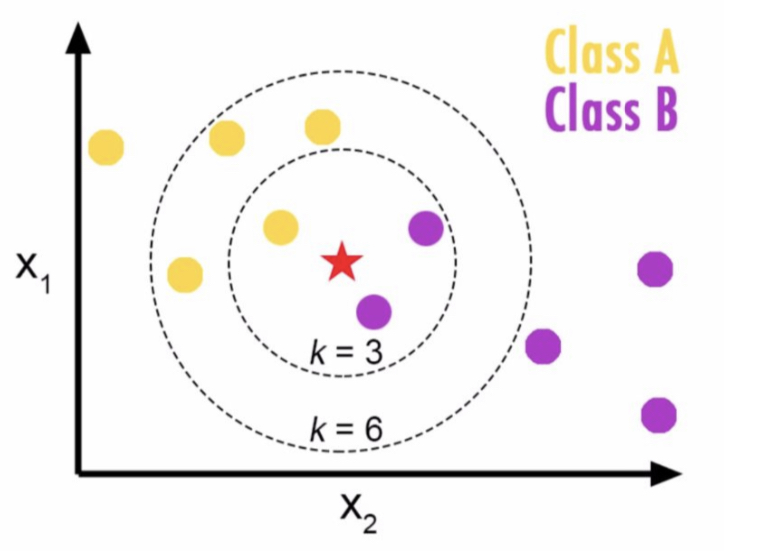 Class A
Class B
x₁
k = 3
k = 6
x₂